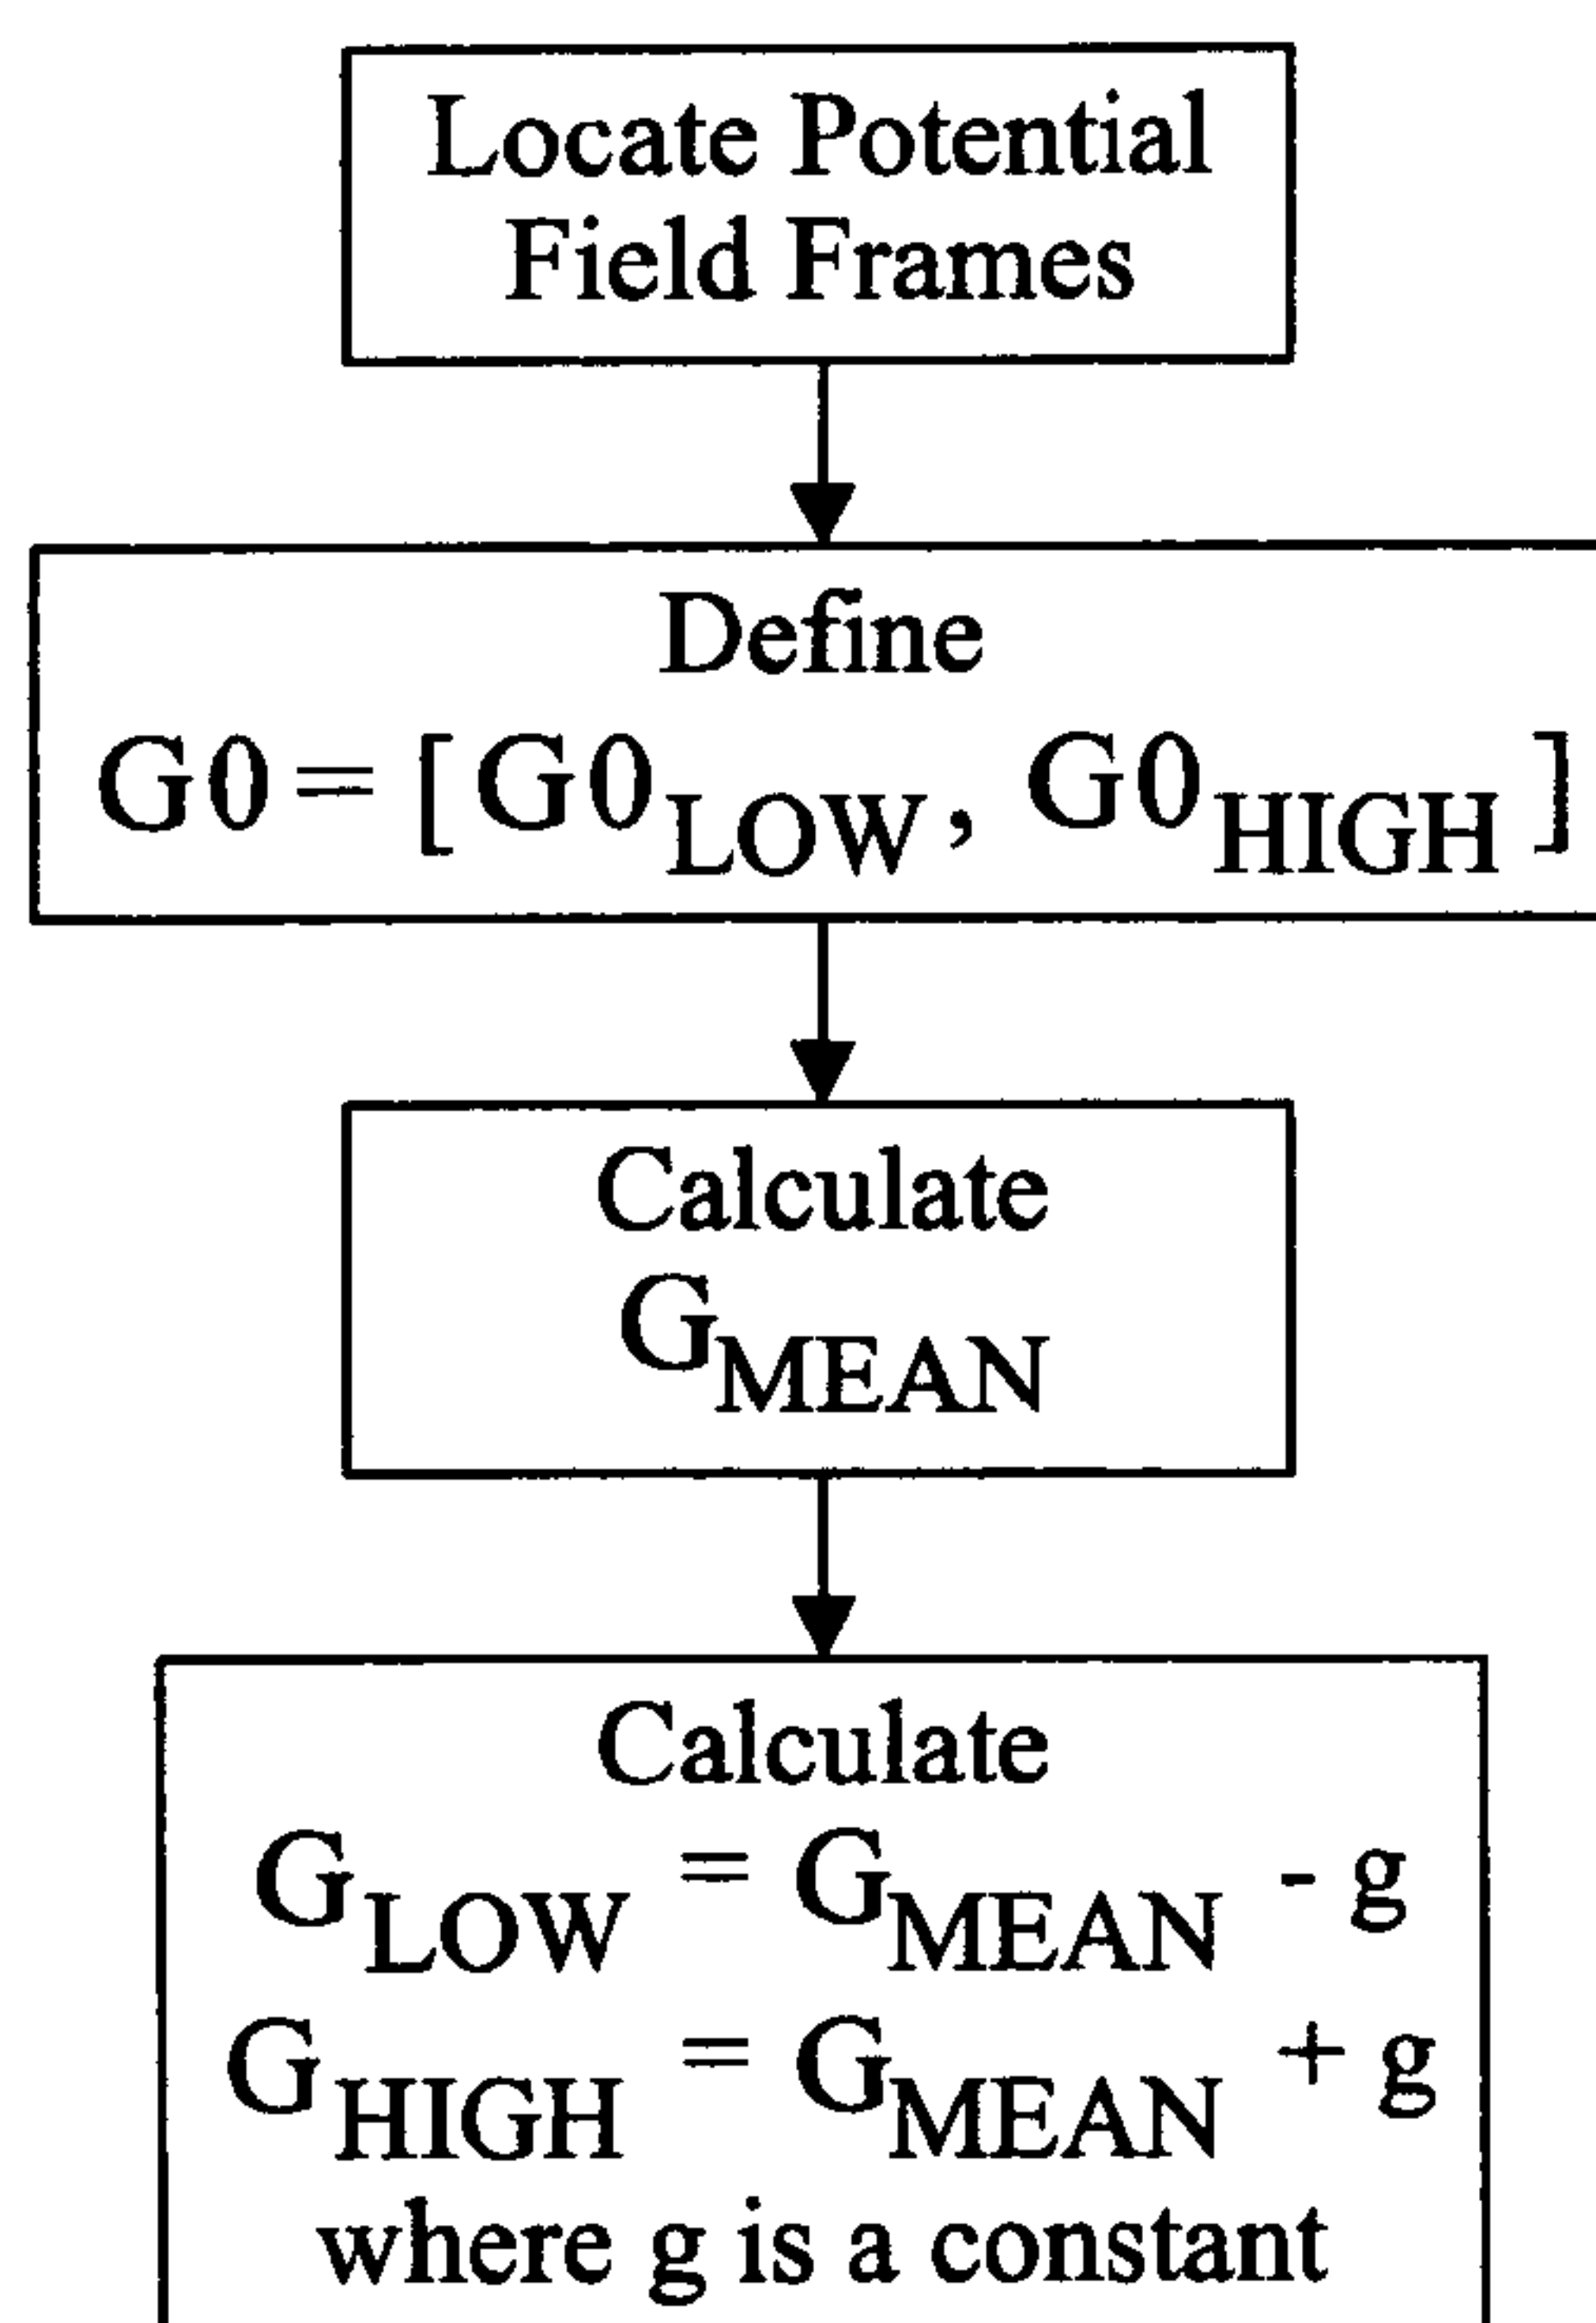 Locate Potential
Field Frames
Define
G0= [ G0LOW, G0HIGH ]
Calculate
GMEAN
Calculate
GLOW = GMEAN - g
GHIGH = GMEAN + g
where g is a constant